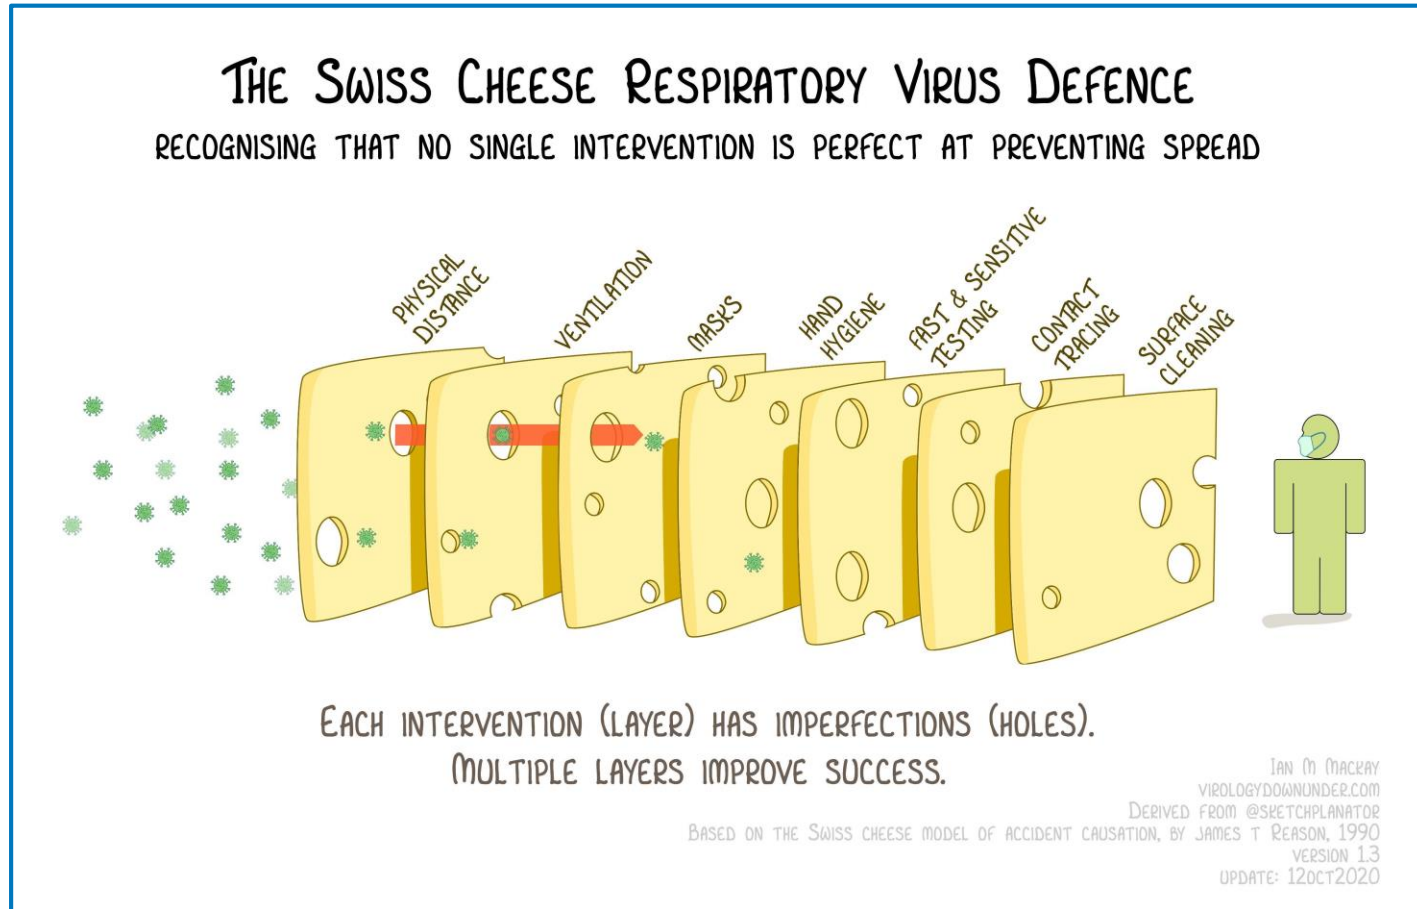 The Swiss Cheese Respiratory Virus Defence
recognising that no single intervention is perfect at preventing spread
Physical
distance
Ventilation
Masks
Hand
hygiene
Fast & sensitive
testing
Contact
tracing
Surface
cleaning
Each intervention (layer) has imperfections (holes).
Multiple layers improve success.
Ian M Mackay
virologydownunder.com
Derived from @sketchplanator
Based on the Swiss cheese model of accident causation, by James T Reason, 1990
version 1.3
update: 12Oct2020